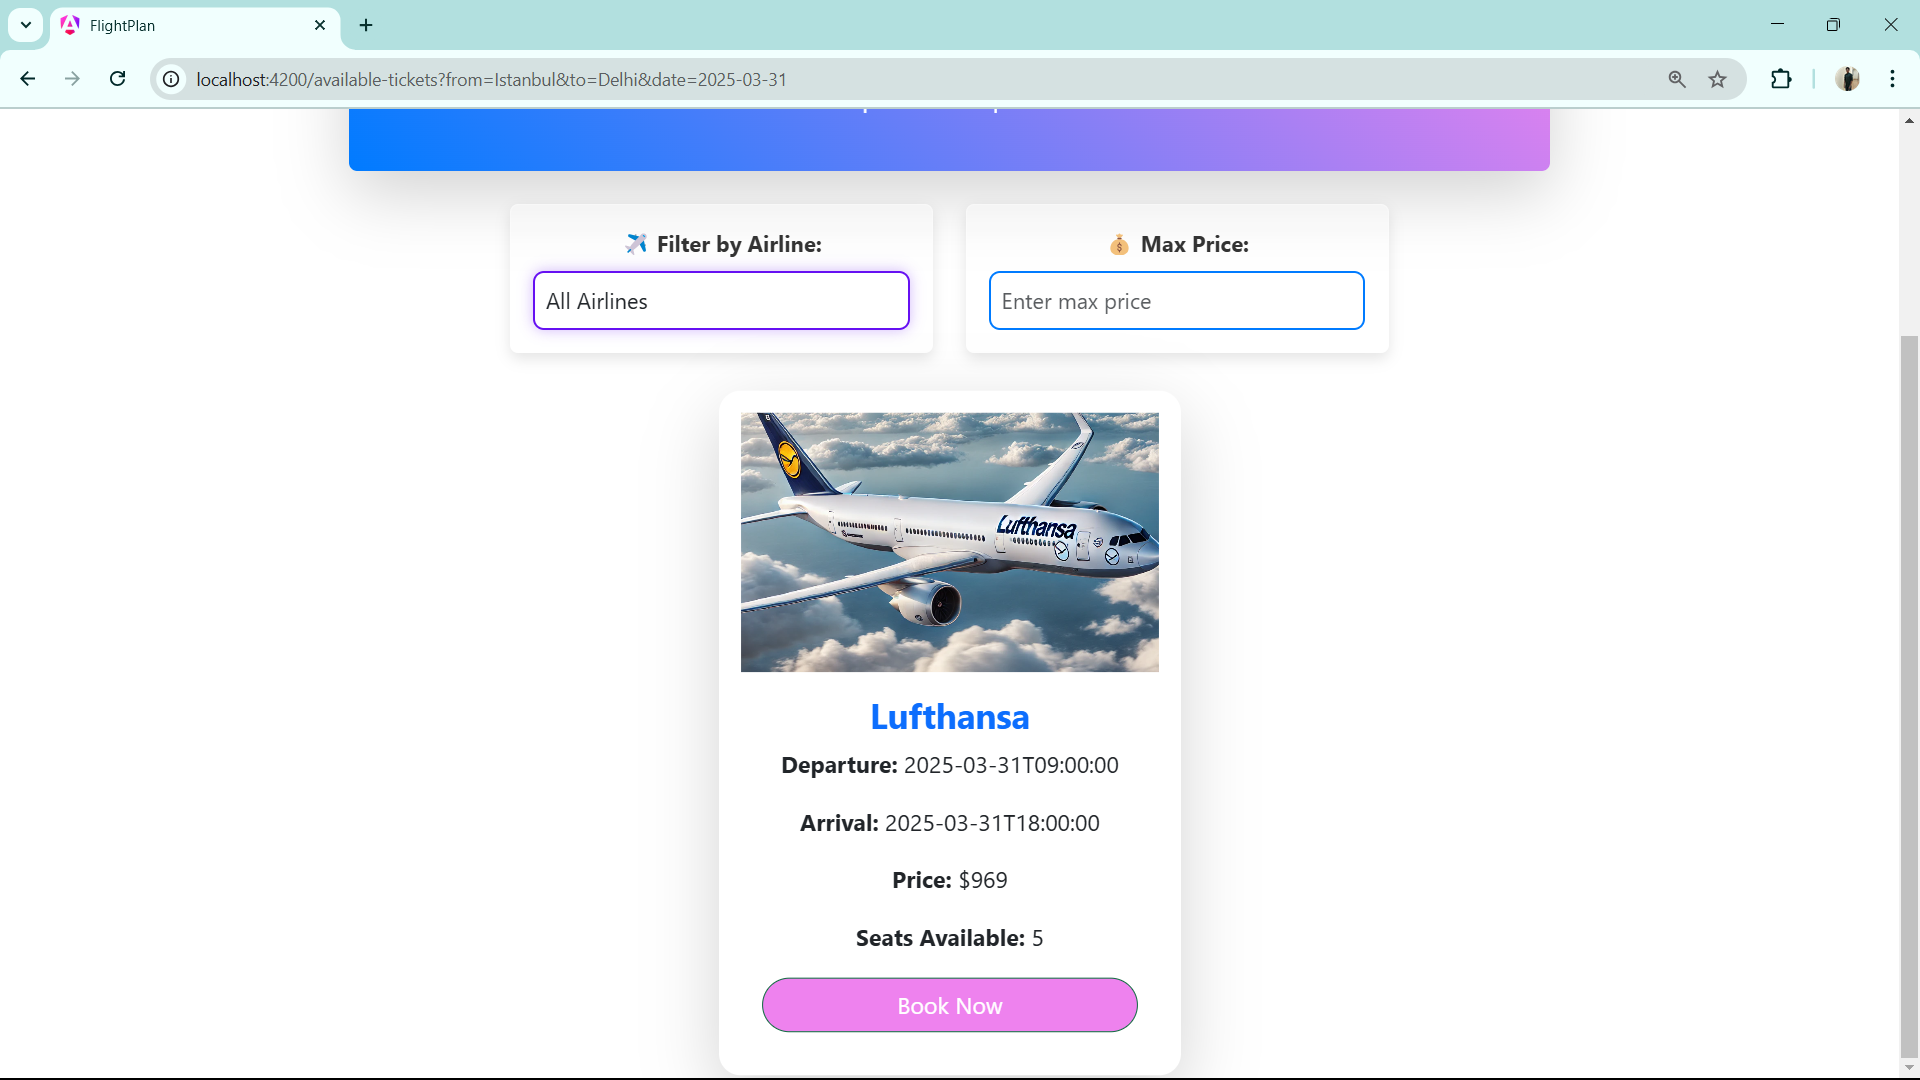 FlightPlan
localhost:4200/available-tickets?from=Istanbul&to=Delhi&date=2025-03-31
✈️ Filter by Airline:
💰 Max Price:
All Airlines
Enter max price
Lufthansa
Lufthansa
Departure: 2025-03-31T09:00:00
Arrival: 2025-03-31T18:00:00
Price: $969
Seats Available: 5
Book Now